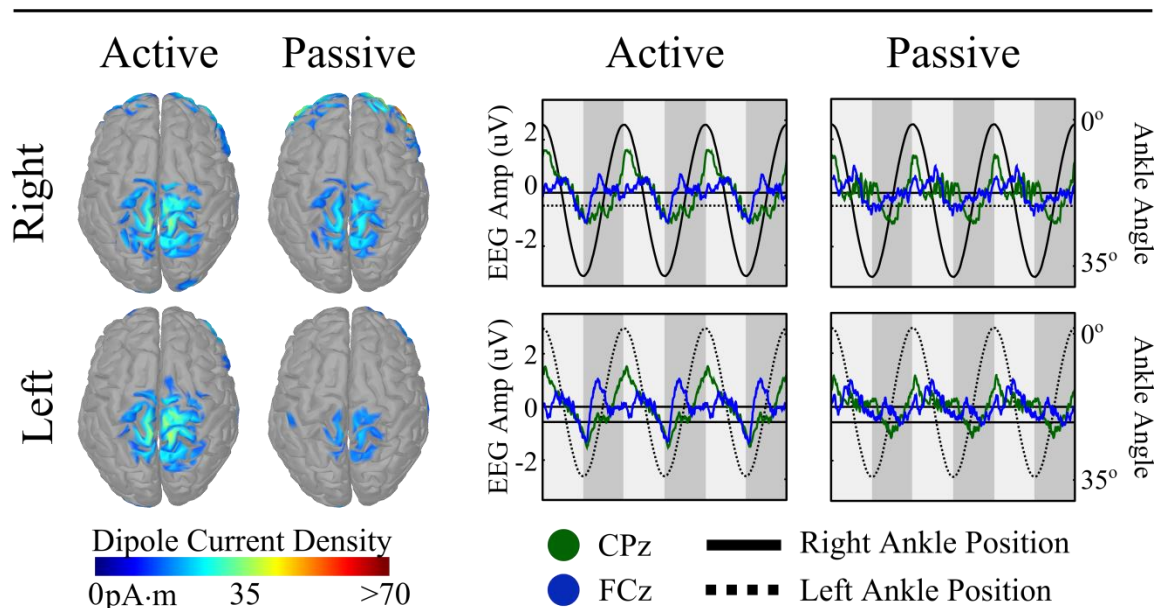 Active Passive Active Passive
Right
Left
EEG Amp (uV)
2
0
-2
0°
35°
Ankle Angle
EEG Amp (uV)
2
0
-2
0°
35°
Ankle Angle
Dipole Current Density
0pA·m 35 >70
CPz
FCz
Right Ankle Position
Left Ankle Position